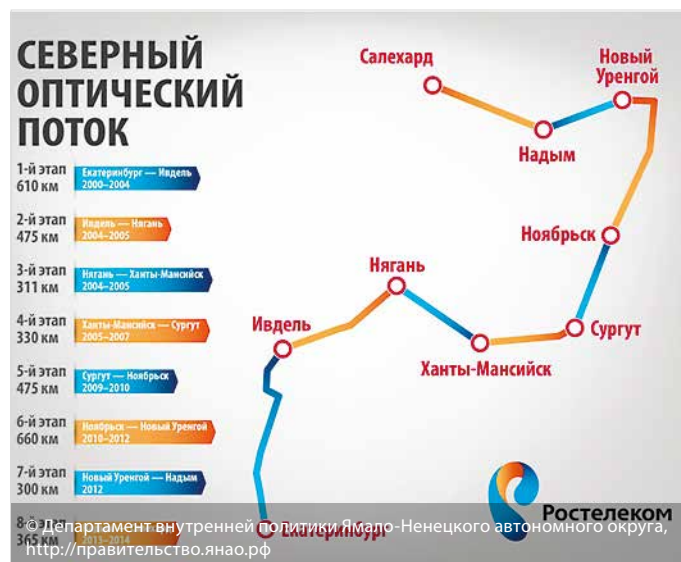 СЕВЕРНЫЙ
ОПТИЧЕСКИЙ
ПОТОК
1-й этап
610 км
Екатеринбург — Ивдель
2000–2004
2-й этап
475 км
Ивдель — Нягань
2004–2005
3-й этап
311 км
Нягань — Ханты-Мансийск
2004–2005
4-й этап
330 км
Ханты-Мансийск — Сургут
2005–2007
5-й этап
475 км
Сургут — Ноябрьск
2009–2010
6-й этап
660 км
Ноябрьск — Новый Уренгой
2010–2012
7-й этап
300 км
Новый Уренгой — Надым
2012
8-й этап
365 км
2013–2014
Салехард
Новый
Уренгой
Надым
Ноябрьск
Нягань
Ивдель
Сургут
Ханты-Мансийск
Екатеринбург
Ростелеком
© Департамент внутренней политики Ямало-Ненецкого автономного округа,
http://правительство.янао.рф